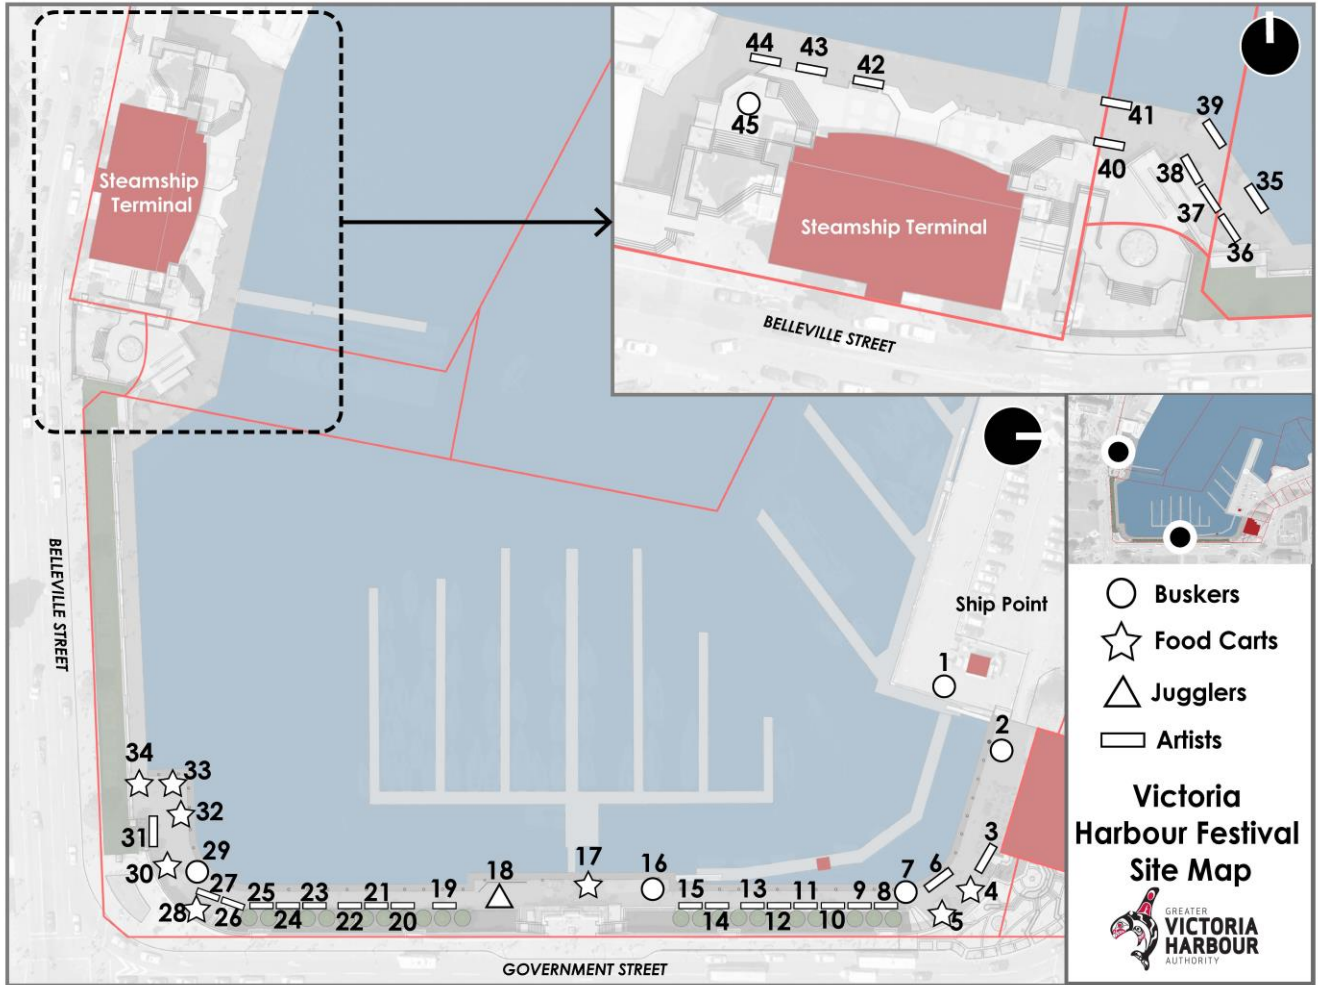 44
43
42
45
41
39
40
38
35
37
36
Steamship Terminal
BELLEVILLE STREET
Steamship
Terminal
BELLEVILLE STREET
Ship Point
1
2
34
33
32
31
30
29
28
27
26
25
24
23
22
21
20
19
18
17
16
15
14
13
12
11
10
9
8
7
6
5
4
3
GOVERNMENT STREET
Buskers
Food Carts
Jugglers
Artists
Victoria
Harbour Festival
Site Map
GREATER
VICTORIA
HARBOUR
AUTHORITY